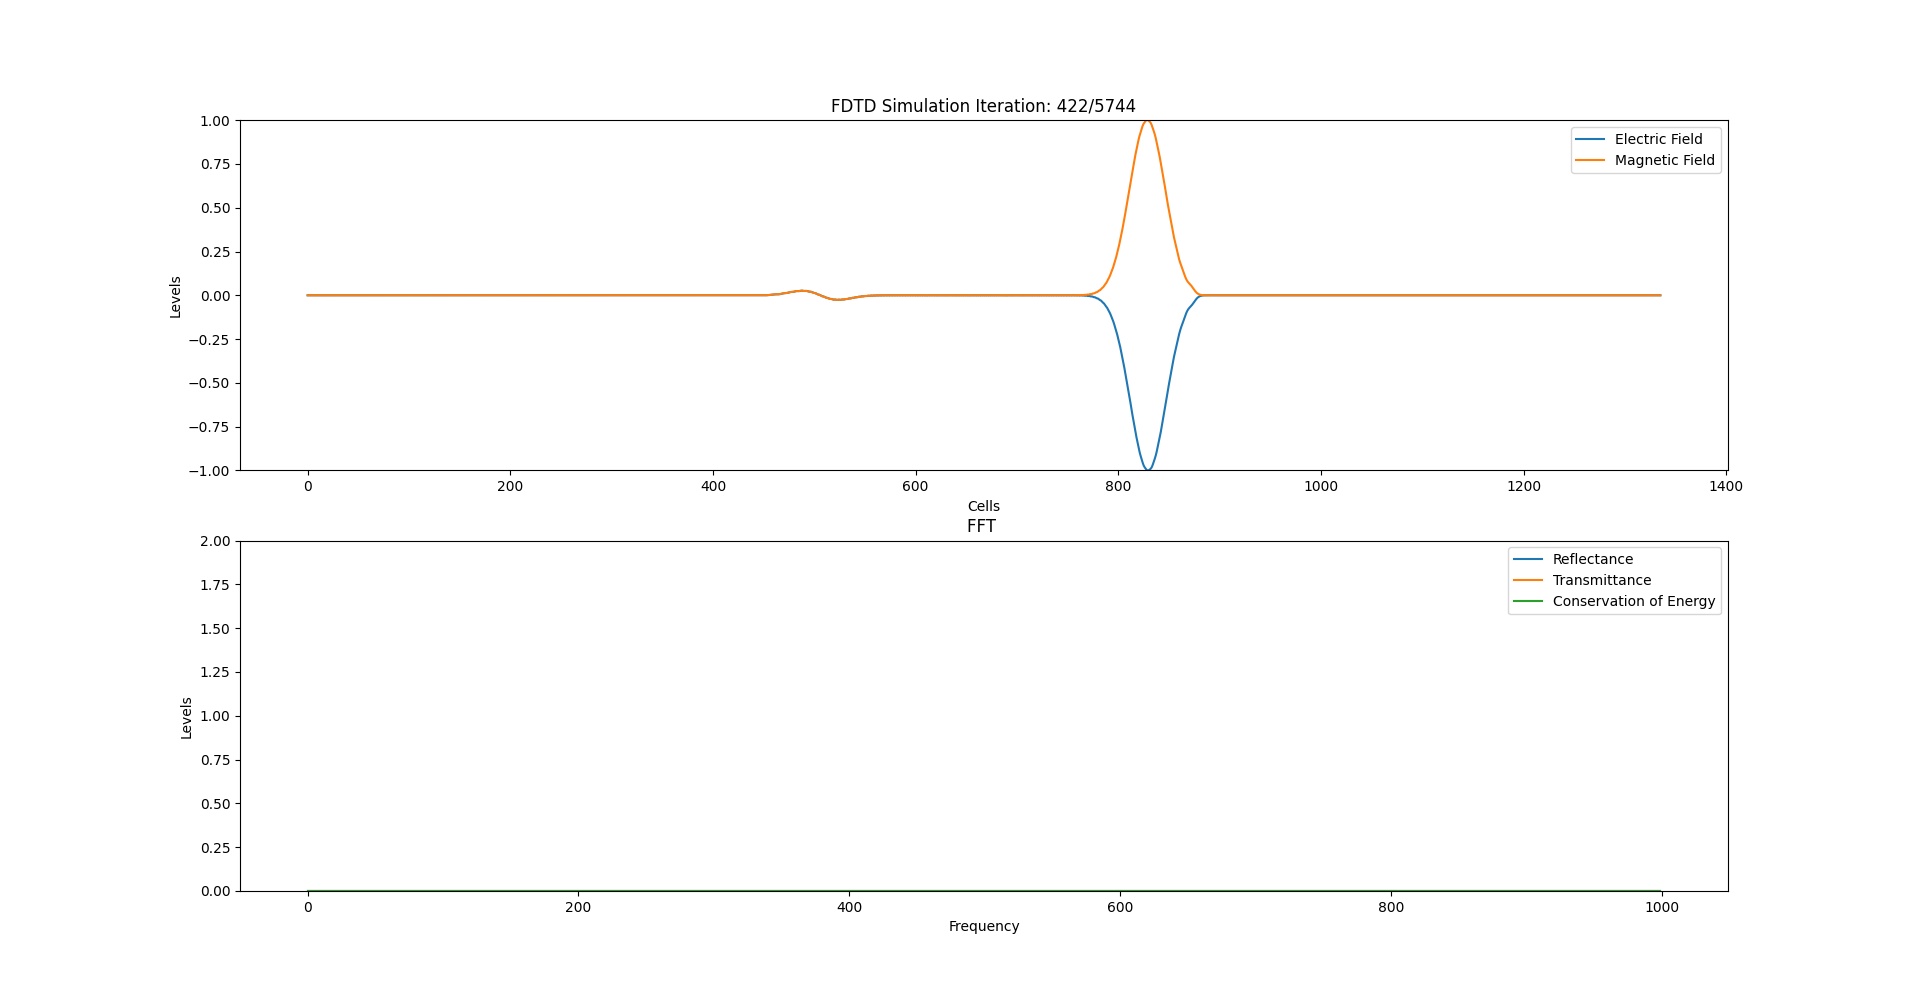 FDTD Simulation Iteration: 422/5744
1.00
0.75
0.50
0.25
0.00
−0.25
−0.50
−0.75
−1.00
Levels
Electric Field
Magnetic Field
0 200 400 600 800 1000 1200 1400
Cells
FFT
2.00
1.75
1.50
1.25
1.00
0.75
0.50
0.25
0.00
Levels
Reflectance
Transmittance
Conservation of Energy
0 200 400 600 800 1000
Frequency